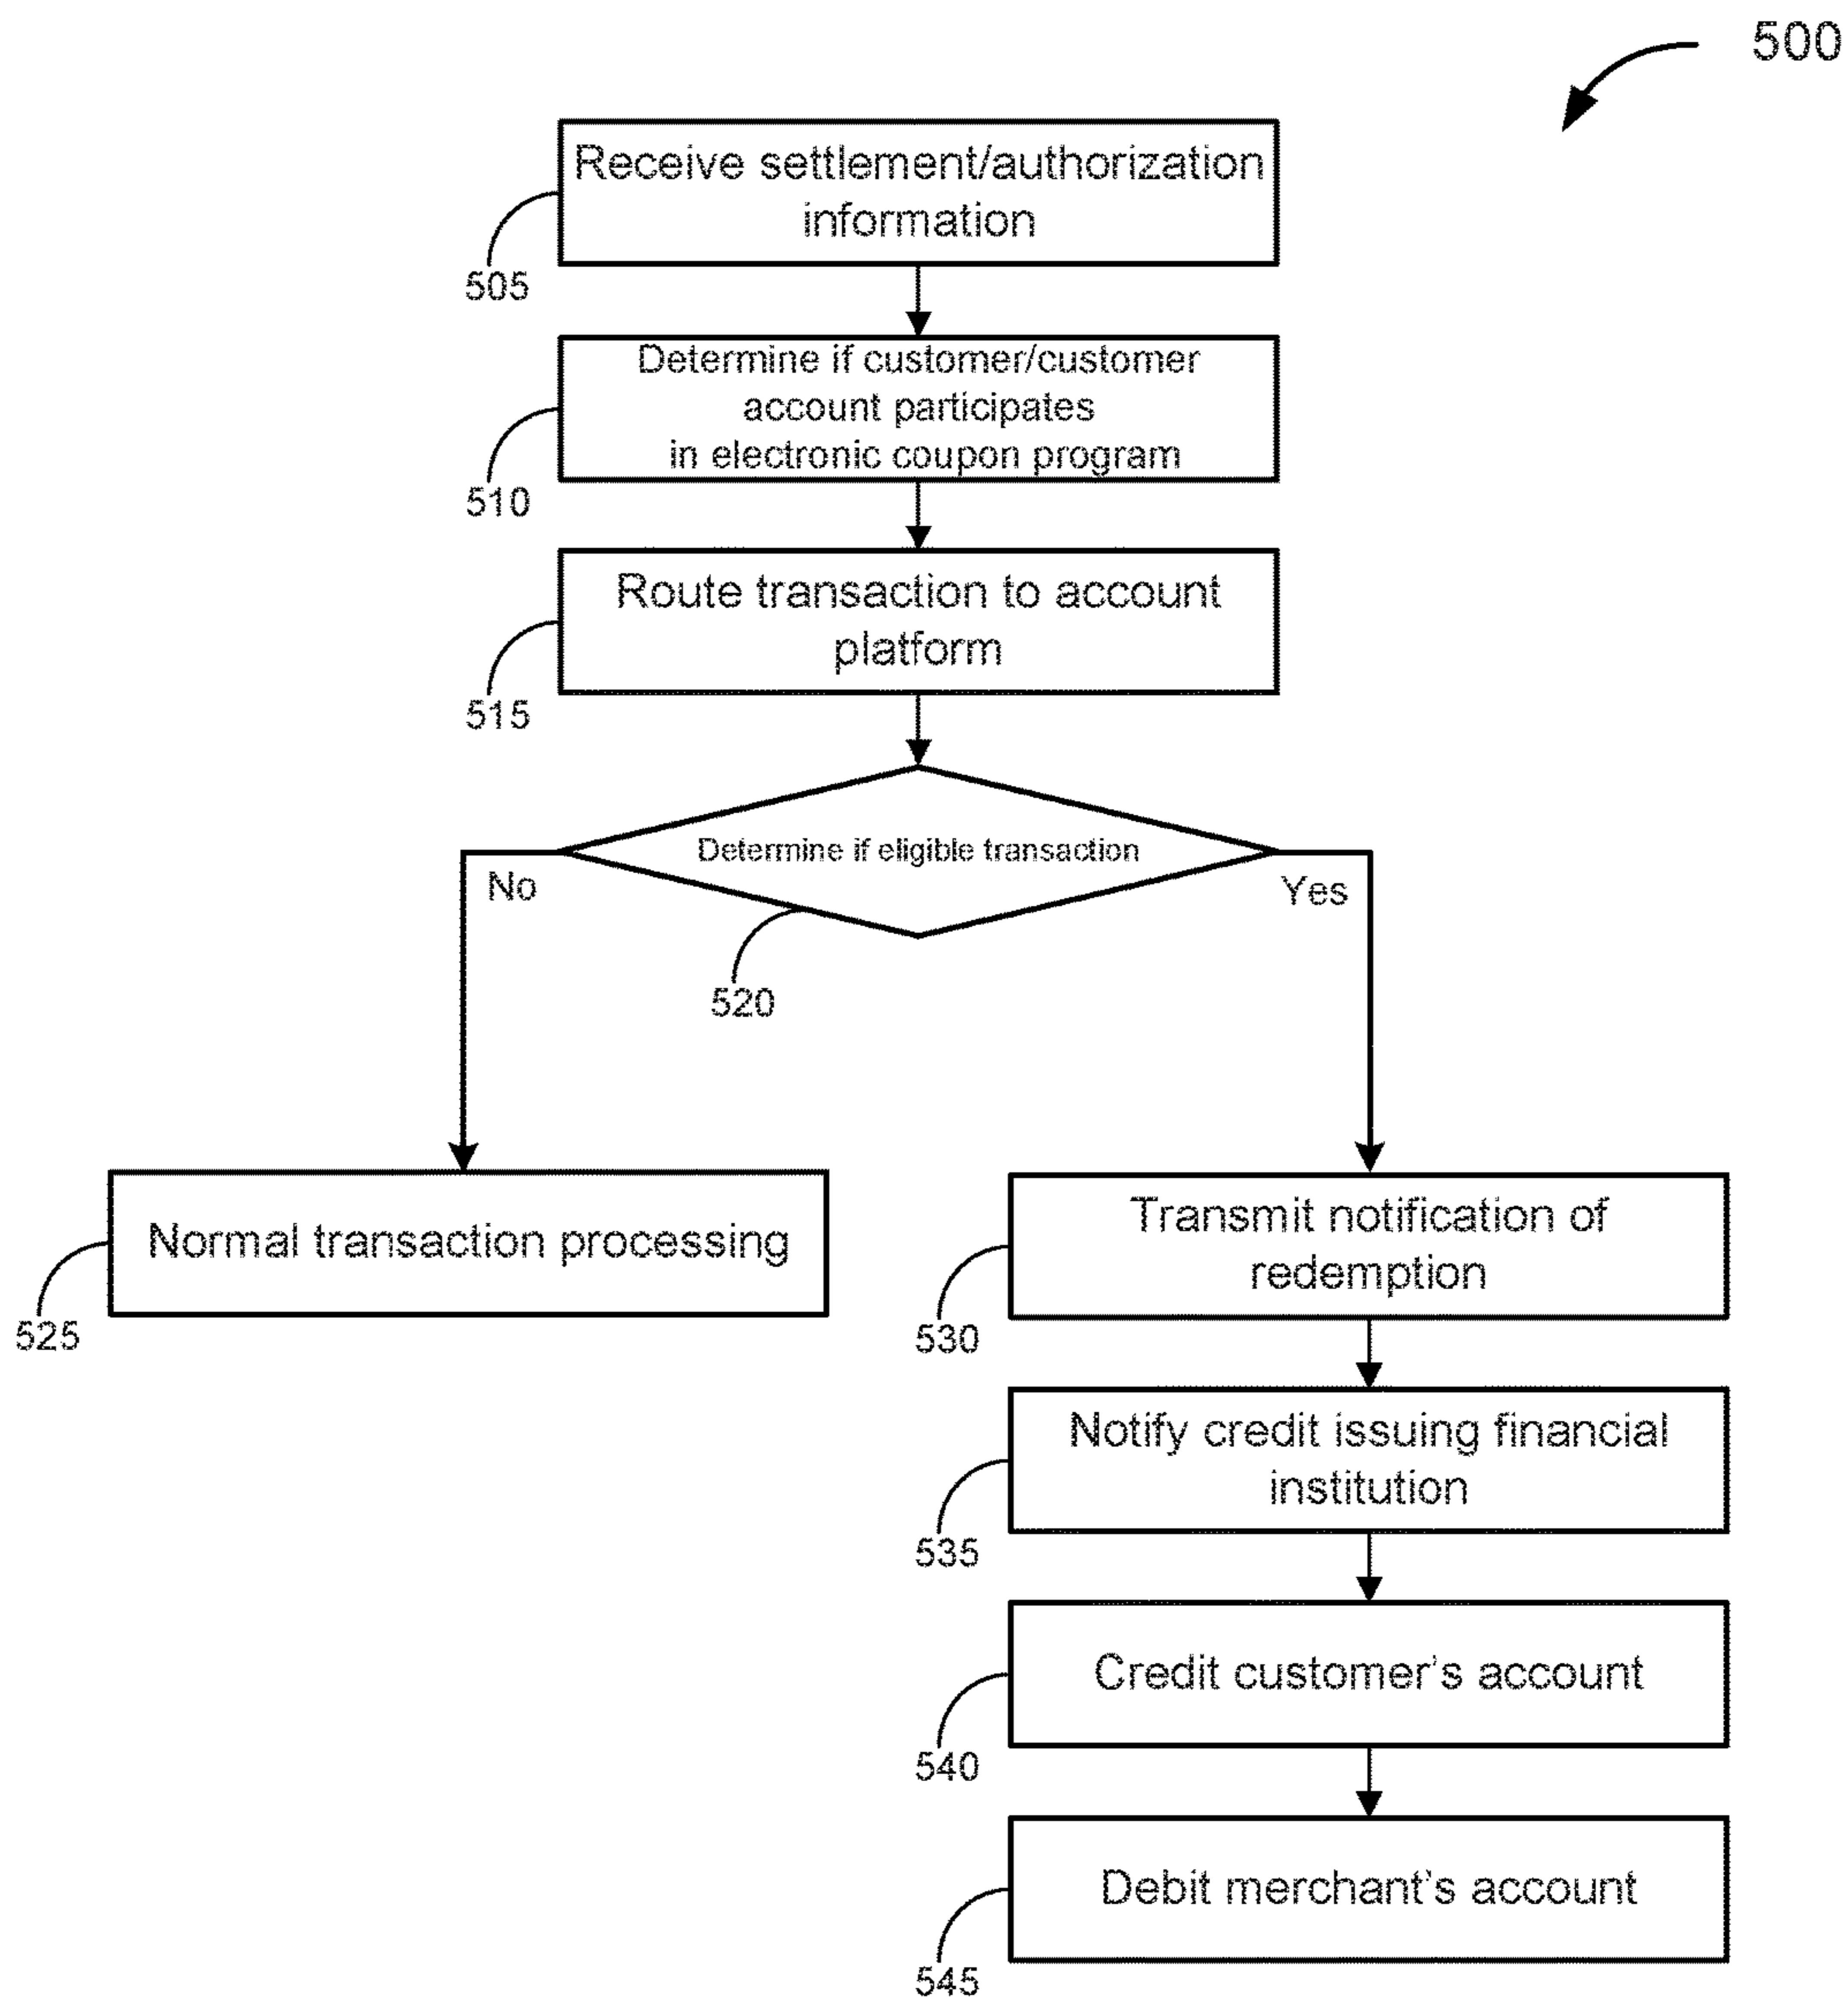 500
Receive settlement/authorization
information
505
Determine if customer/customer
account participates
in electronic coupon program
510
Route transaction to account
platform
515
Determine if eligible transaction
No
Yes
520
Normal transaction processing
525
Transmit notification of
redemption
530
Notify credit issuing financial
institution
535
Credit customer's account
540
Debit merchant's account
545